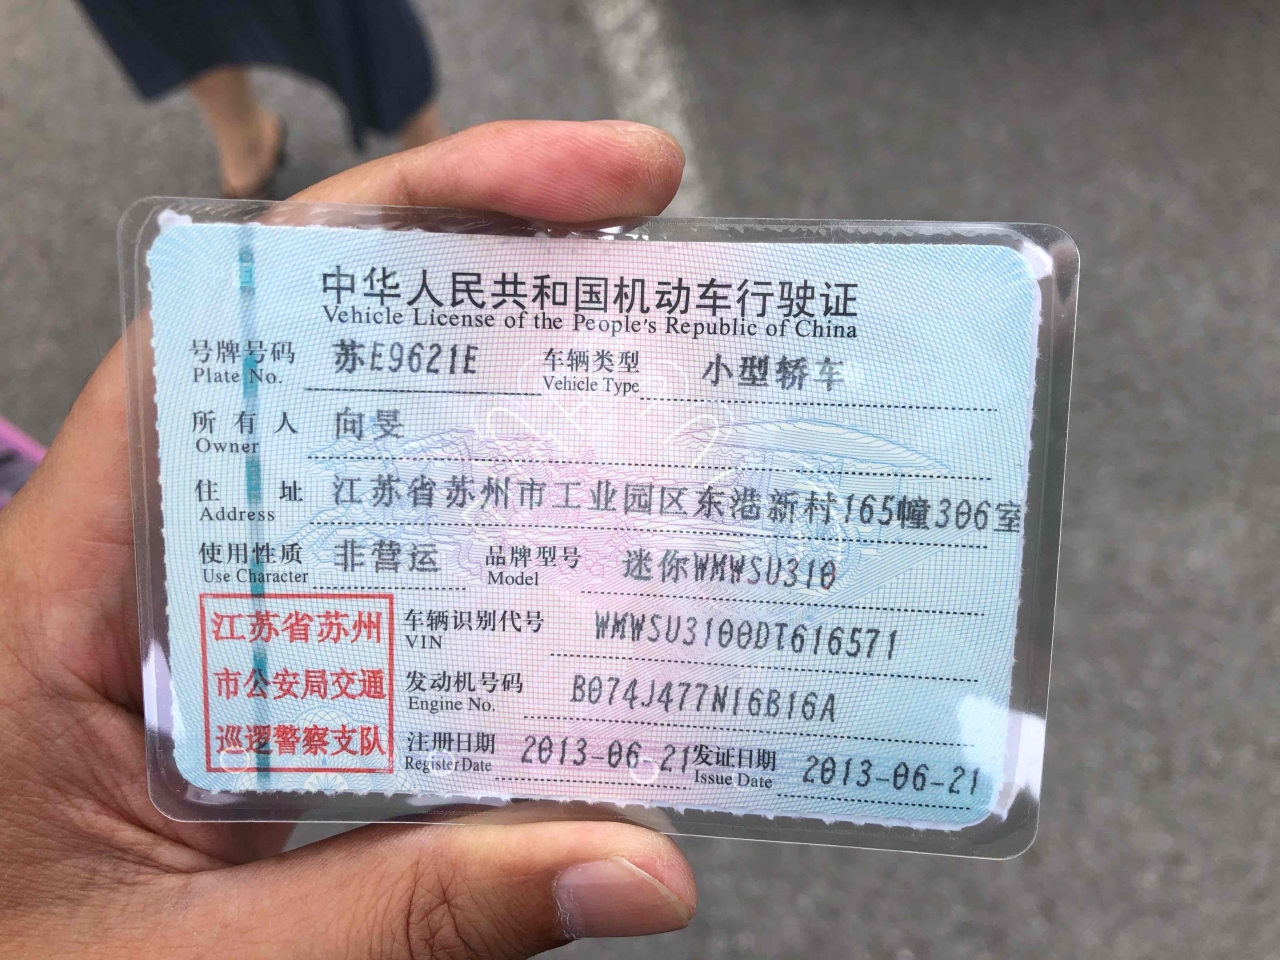 中华人民共和国机动车行驶证
Vehicle License of the People's Republic of China
号牌号码 苏E9621E 车辆类型 小型轿车
Plate No. Vehicle Type
所有人 向旻
Owner
住址 江苏省苏州市工业园区东港新村165幢306室
Address
使用性质 非营运 品牌型号 迷你WMWSU310
Use Character Model
江苏省苏州
市公安局交通
巡逻警察支队
车辆识别代号 WMWSU3100DT616571
VIN
发动机号码 B074J477N16B16A
Engine No.
注册日期 2013-06-21 发证日期 2013-06-21
Register Date Issue Date